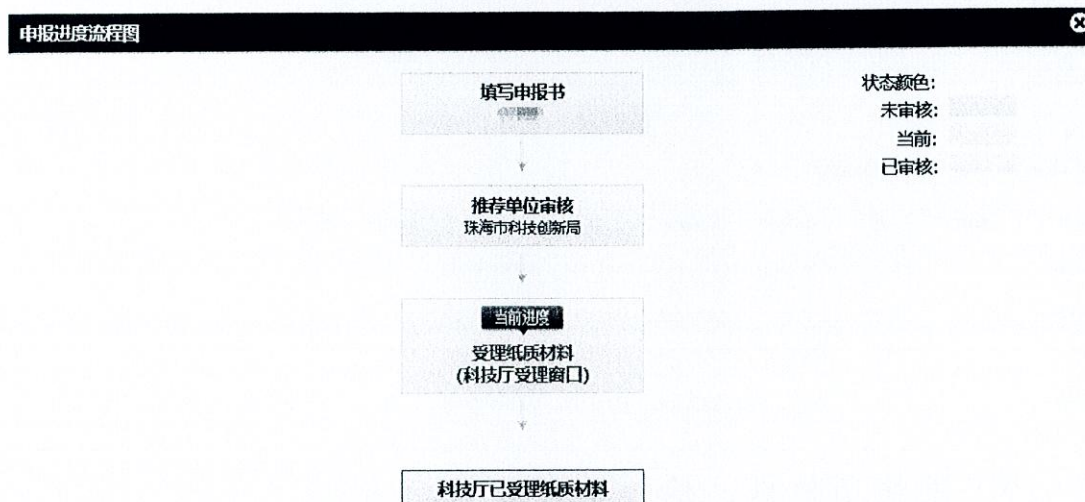 申报进度流程图
填写申报书
状态颜色:
未审核:
当前:
已审核:
推荐单位审核
珠海市科技创新局
当前进度
受理纸质材料
(科技厅受理窗口)
科技厅已受理纸质材料